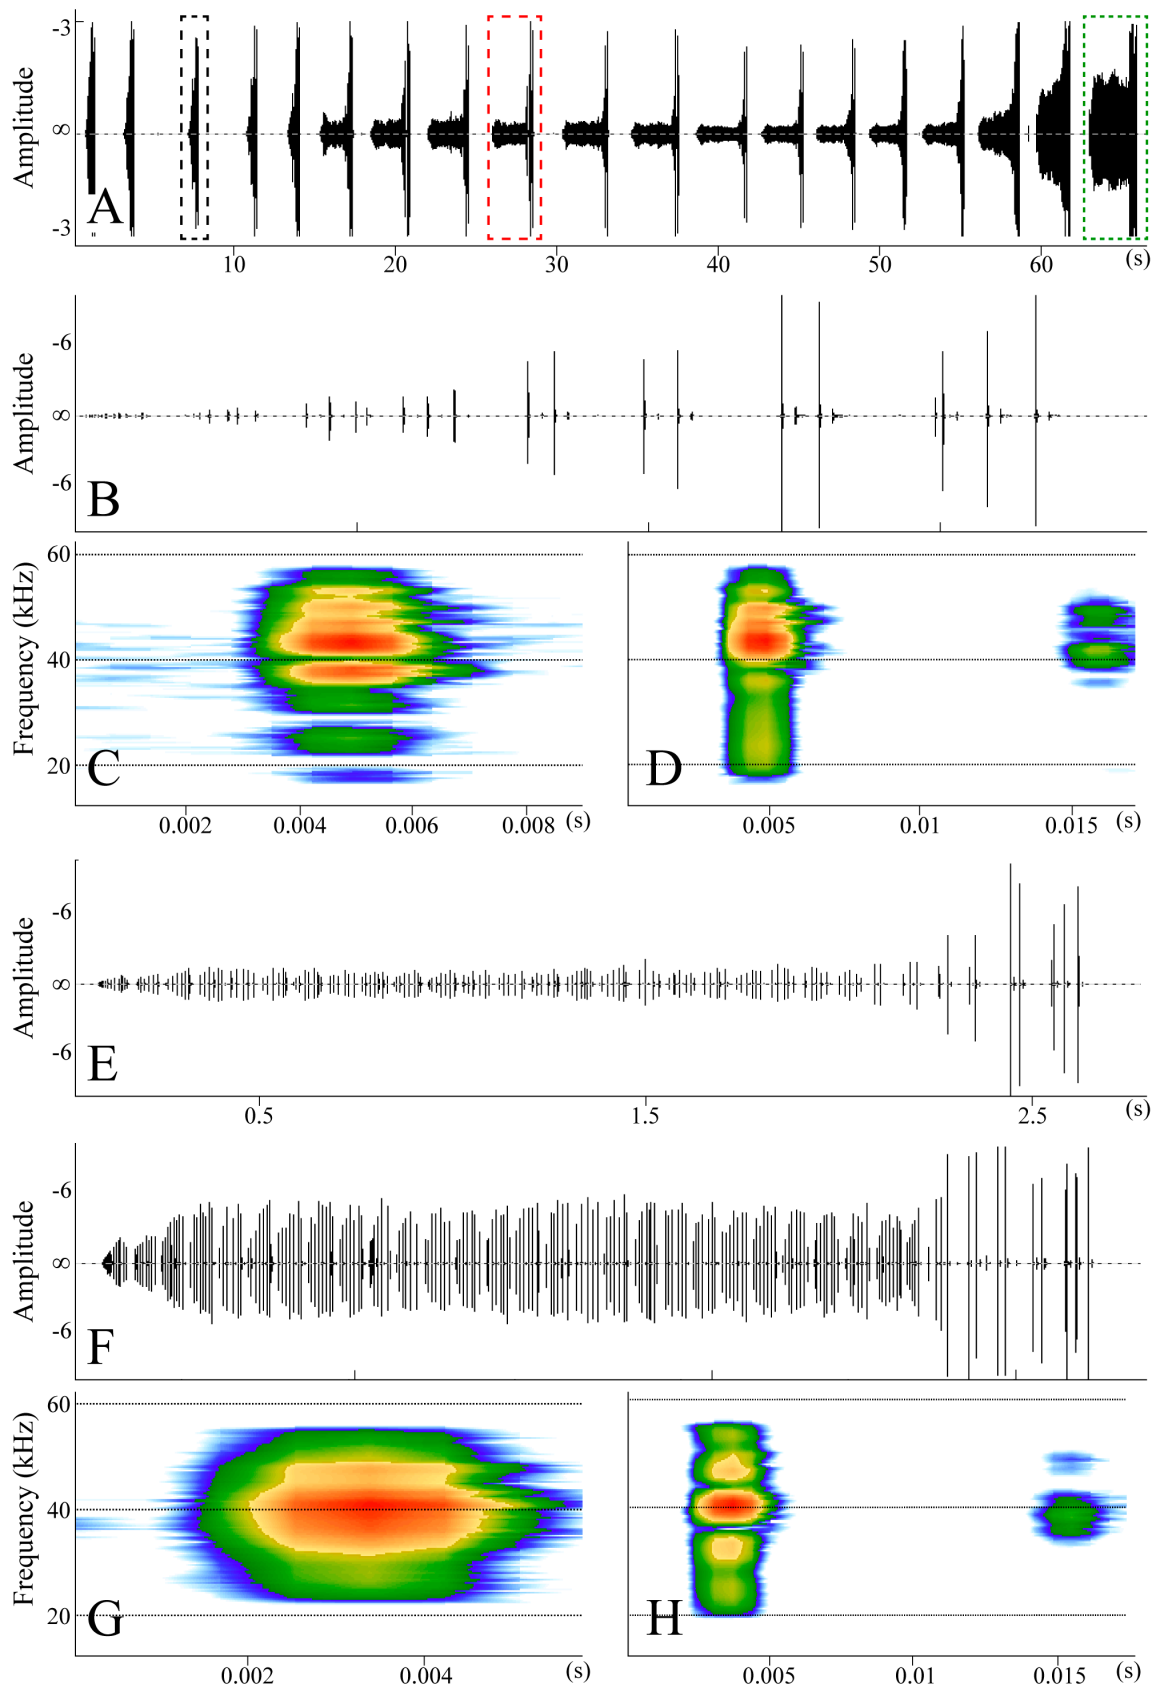 -3
Amplitude
∞
A
-3
10 20 30 40 50 60 (s)
-6
Amplitude
∞
-6
B
60
Frequency (kHz)
40
20
C D
0.002 0.004 0.006 0.008 (s) 0.005 0.01 0.015 (s)
-6
Amplitude
∞
-6
E
0.5 1.5 2.5 (s)
-6
Amplitude
∞
-6
F
60
Frequency (kHz)
40
20
G H
0.002 0.004 (s) 0.005 0.01 0.015 (s)